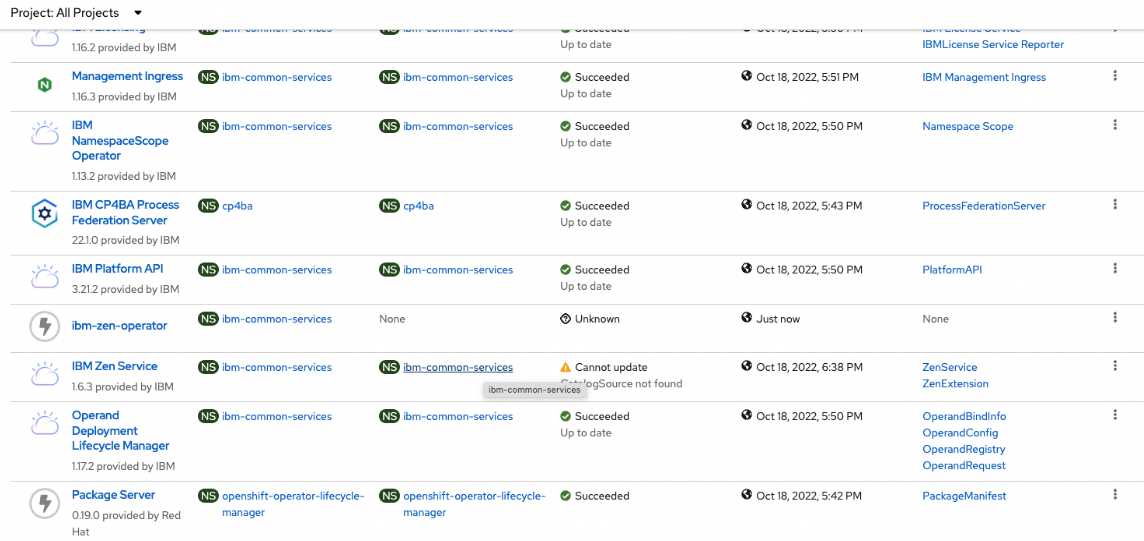 Project: All Projects
IBM Licensing
1.16.2 provided by IBM
NS ibm-common-services
NS ibm-common-services
Succeeded
Up to date
IBM License Service
IBMLicense Service Reporter
Management Ingress
1.16.3 provided by IBM
NS ibm-common-services
NS ibm-common-services
Succeeded
Up to date
Oct 18, 2022, 5:51 PM
IBM Management Ingress
IBM
NamespaceScope
Operator
1.13.2 provided by IBM
NS ibm-common-services
NS ibm-common-services
Succeeded
Up to date
Oct 18, 2022, 5:50 PM
Namespace Scope
IBM CP4BA Process
Federation Server
22.1.0 provided by IBM
NS cp4ba
NS cp4ba
Succeeded
Up to date
Oct 18, 2022, 5:43 PM
ProcessFederationServer
IBM Platform API
3.21.2 provided by IBM
NS ibm-common-services
NS ibm-common-services
Succeeded
Up to date
Oct 18, 2022, 5:50 PM
PlatformAPI
ibm-zen-operator
NS ibm-common-services
None
Unknown
Just now
None
IBM Zen Service
1.6.3 provided by IBM
NS ibm-common-services
NS ibm-common-services
ibm-common-services
Cannot update
CatalogSource not found
Oct 18, 2022, 6:38 PM
ZenService
ZenExtension
Operand
Deployment
Lifecycle Manager
1.17.2 provided by IBM
NS ibm-common-services
NS ibm-common-services
Succeeded
Up to date
Oct 18, 2022, 5:50 PM
OperandBindInfo
OperandConfig
OperandRegistry
OperandRequest
Package Server
0.19.0 provided by Red
Hat
NS openshift-operator-lifecycle-
manager
NS openshift-operator-lifecycle-
manager
Succeeded
Oct 18, 2022, 5:42 PM
PackageManifest